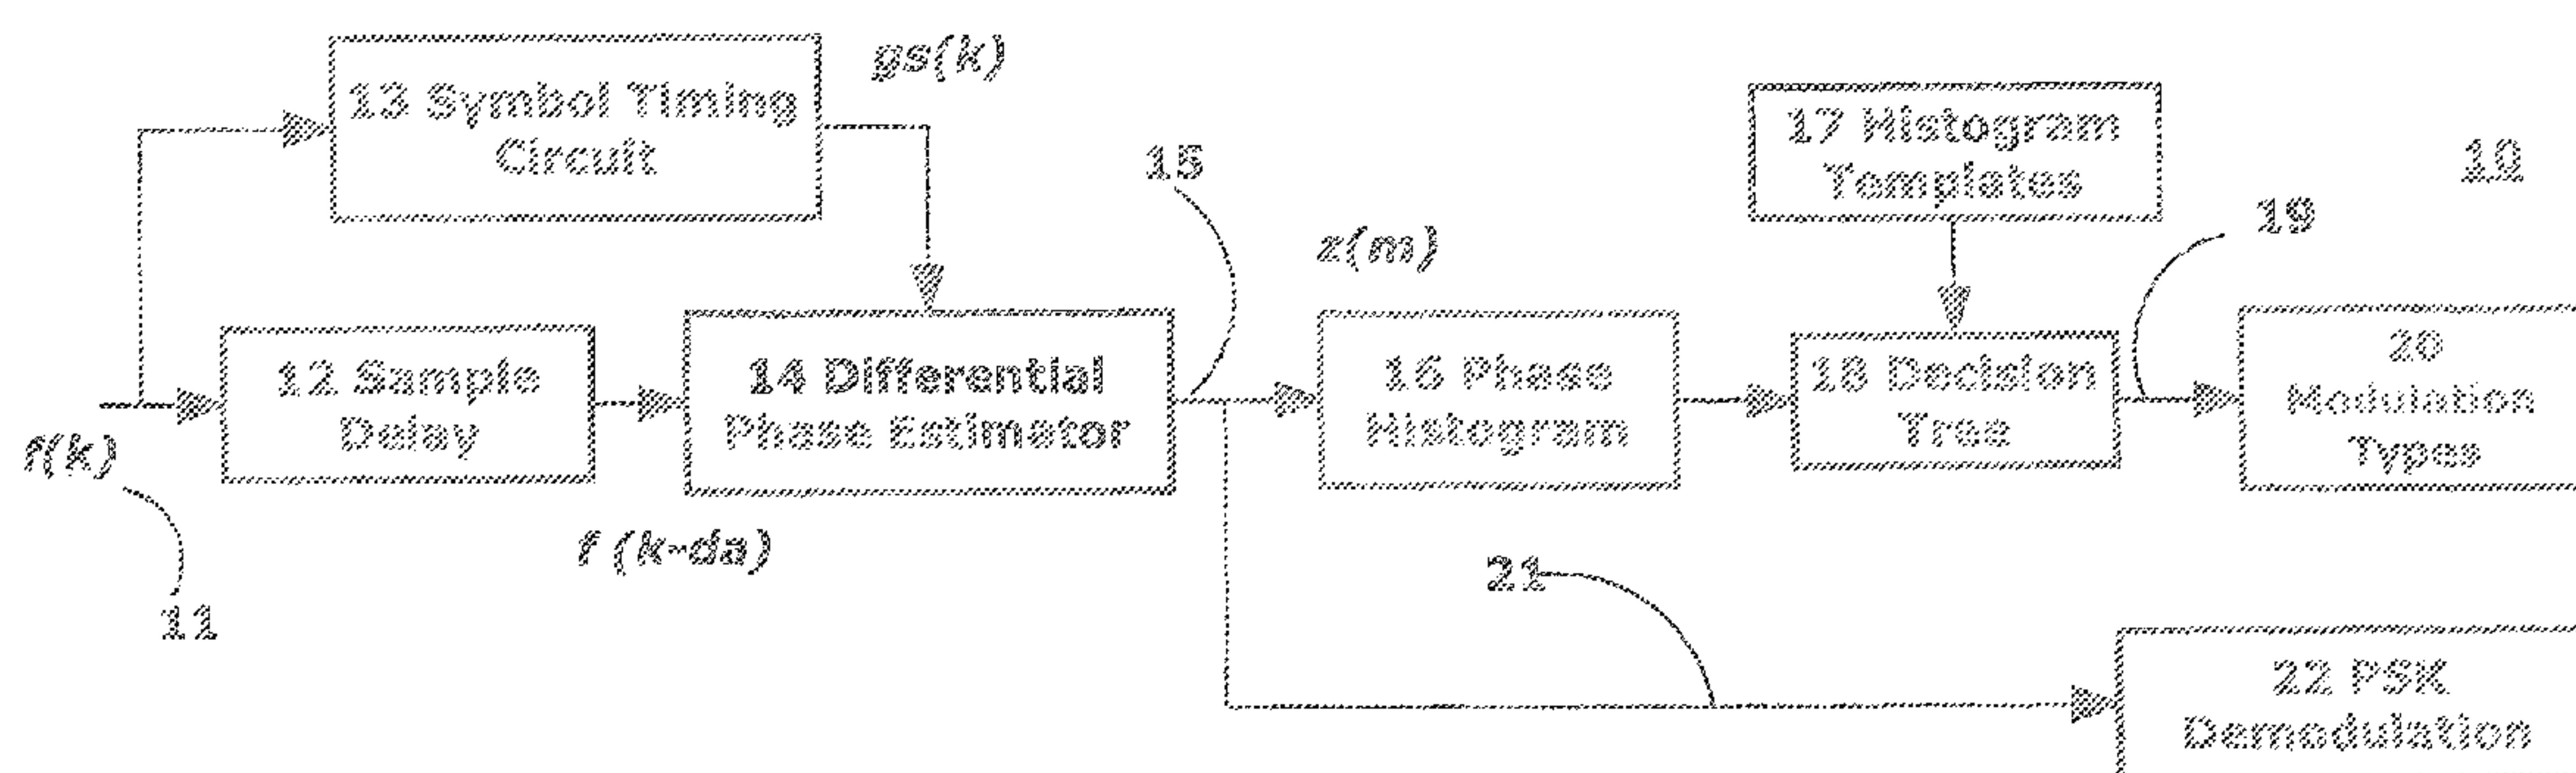 gs(k)
13 Symbol Timing
Circuit
17 Histogram
Templates
10
15
19
z(m)
12 Sample
Delay
14 Differential
Phase Estimator
16 Phase
Histogram
18 Decision
Tree
20
Modulation
Types
f(k)
f (k-da)
11
21
22 PSK
Demodulation